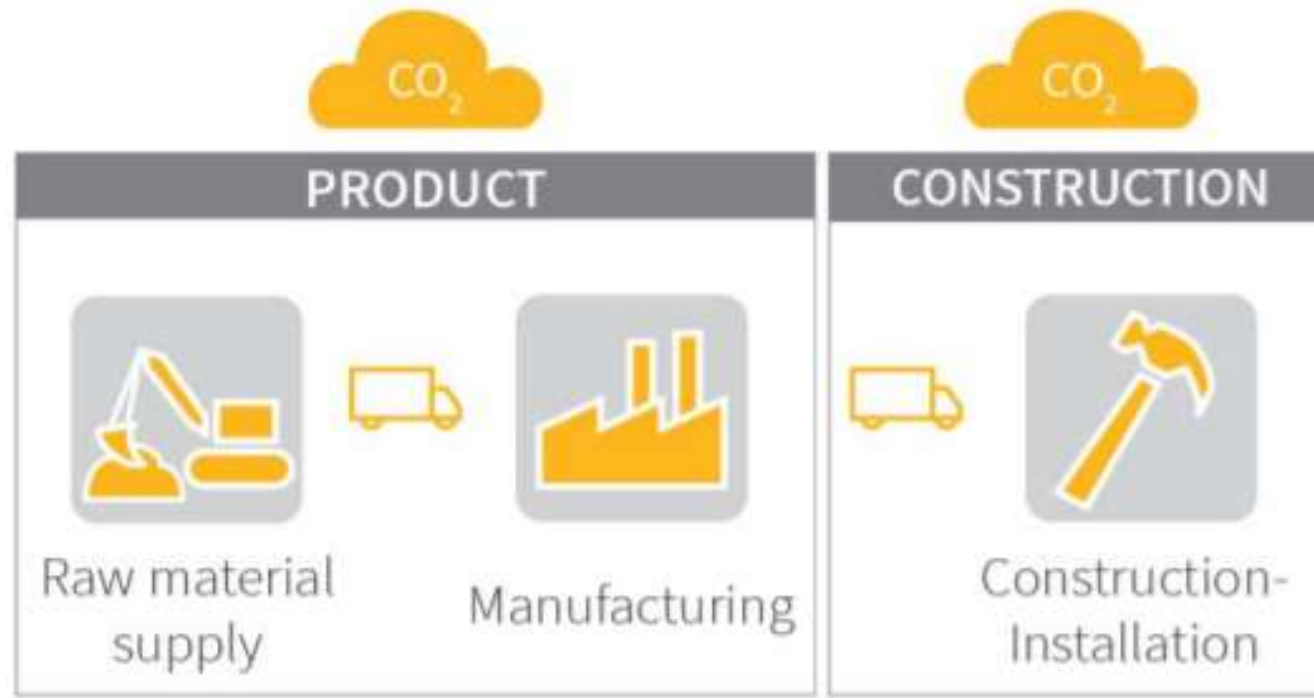 CO₂
CO₂
PRODUCT
CONSTRUCTION
Raw material
supply
Manufacturing
Construction-
Installation